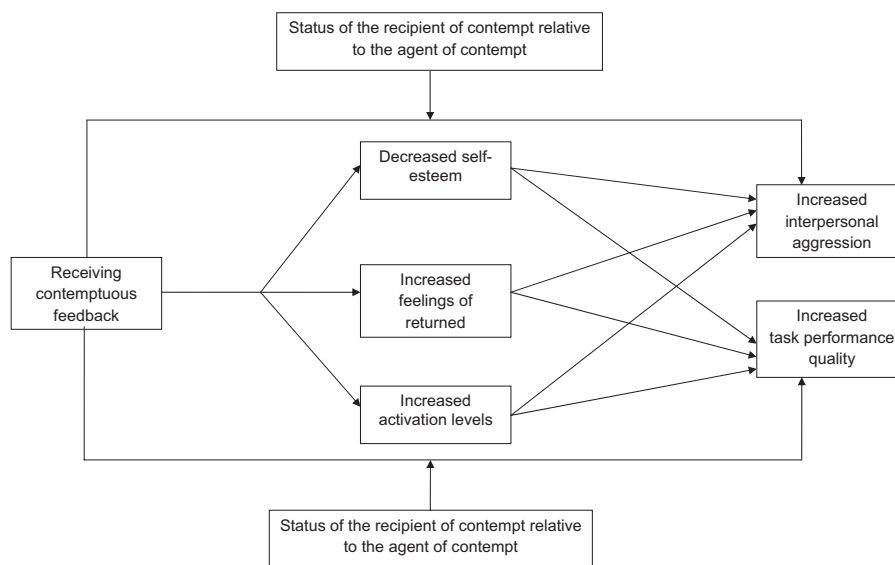 Status of the recipient of contempt relative
to the agent of contempt
Decreased self-
esteem
Increased
interpersonal
aggression
Receiving
contemptuous
feedback
Increased
feelings of
returned
Increased
task performance
quality
Increased
activation levels
Status of the recipient of contempt relative
to the agent of contempt